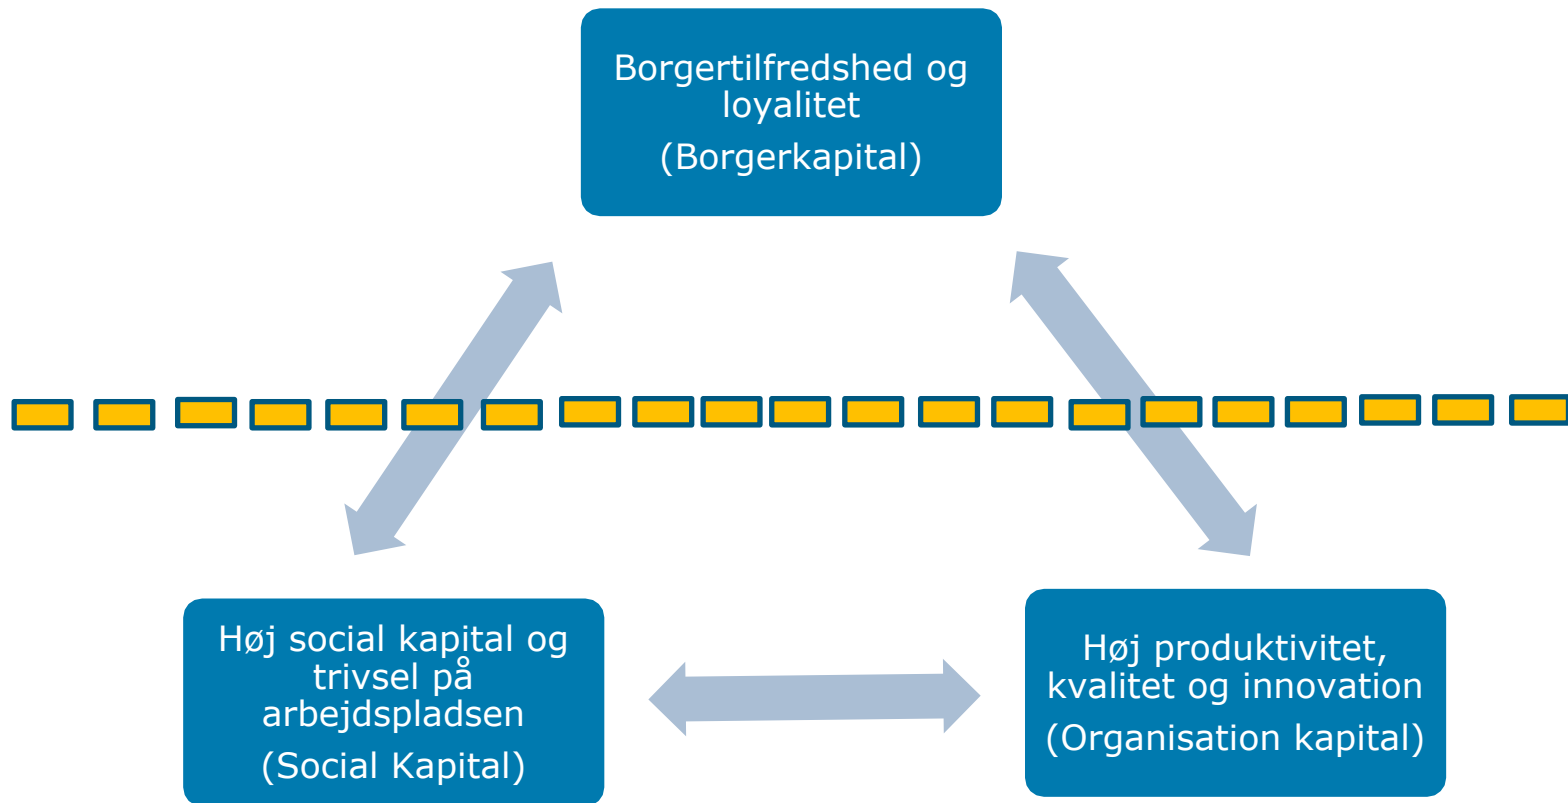 Borgertilfredshed og
loyalitet
(Borgerkapital)
Høj social kapital og
trivsel på
arbejdspladsen
(Social Kapital)
Høj produktivitet,
kvalitet og innovation
(Organisation kapital)